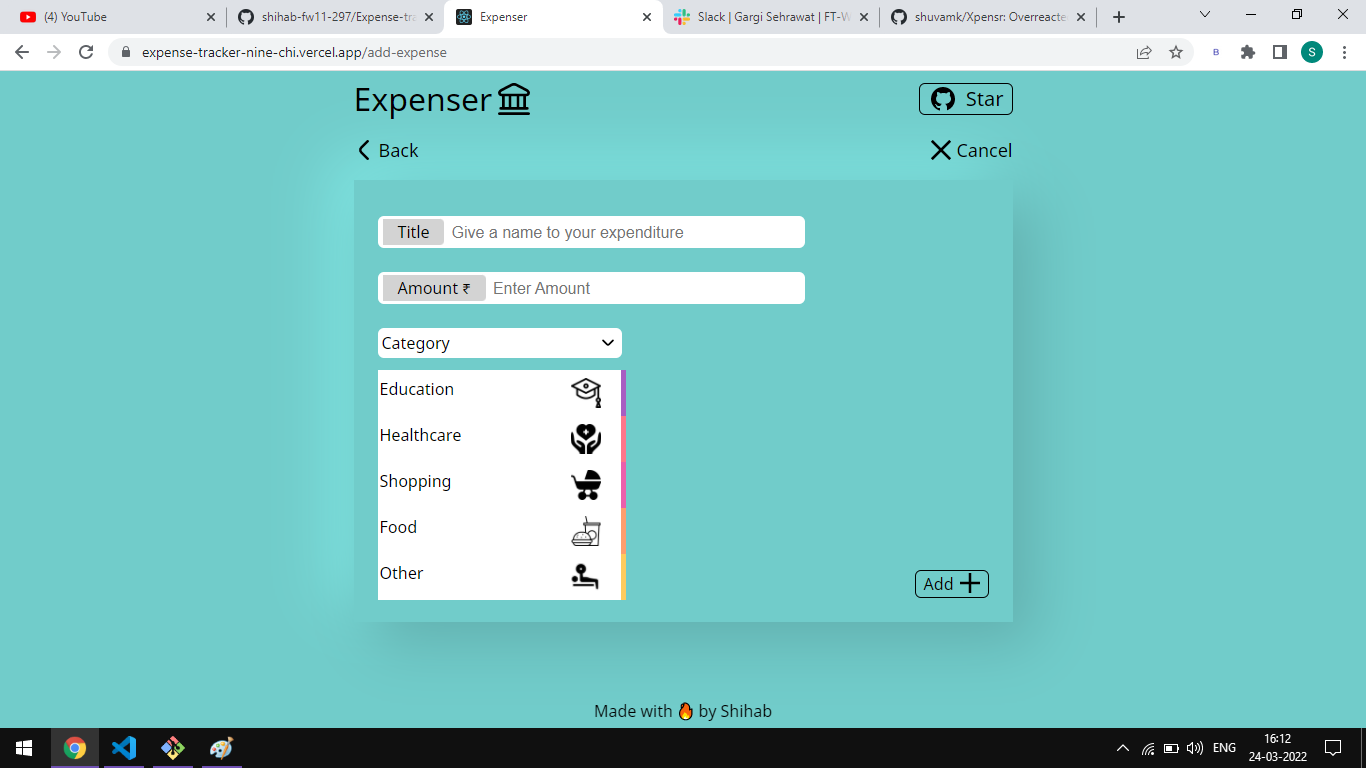 (4) YouTube
shihab-fw11-297/Expense-tra
Expenser
Slack | Gargi Sehrawat | FT-W
shuvamk/Xpensr: Overreacte
expense-tracker-nine-chi.vercel.app/add-expense
B
S
Expenser
Star
Back
Cancel
Title
Give a name to your expenditure
Amount ₹
Enter Amount
Category
Education
Healthcare
Shopping
Food
Other
Add
Made with 🔥 by Shihab
ENG
16:12
24-03-2022